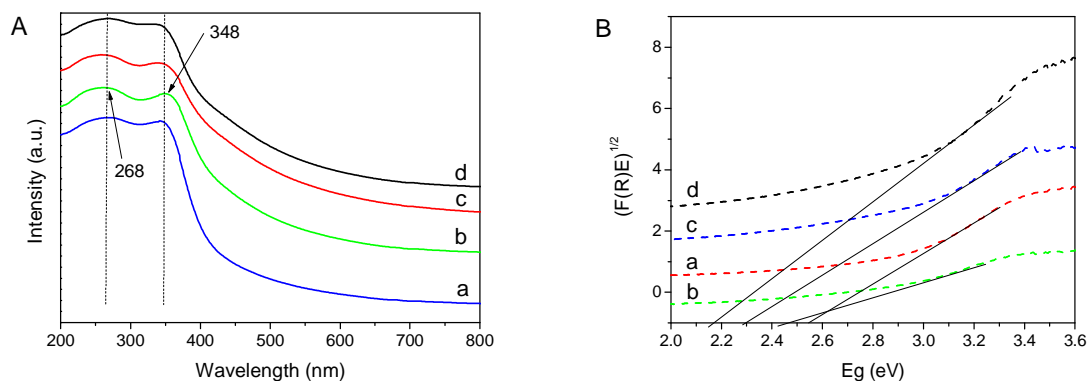 A
348
268
d
c
b
a
Intensity (a.u.)
200 300 400 500 600 700 800
Wavelength (nm)
B
8
6
4
2
0
(F(R)E)^1/2
d
c
a
b
2.0 2.2 2.4 2.6 2.8 3.0 3.2 3.4 3.6
Eg (eV)